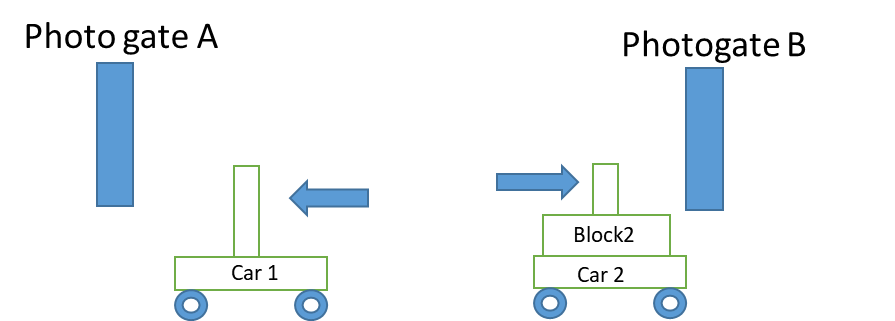 Photo gate A
Photogate B
Block2
Car 1
Car 2